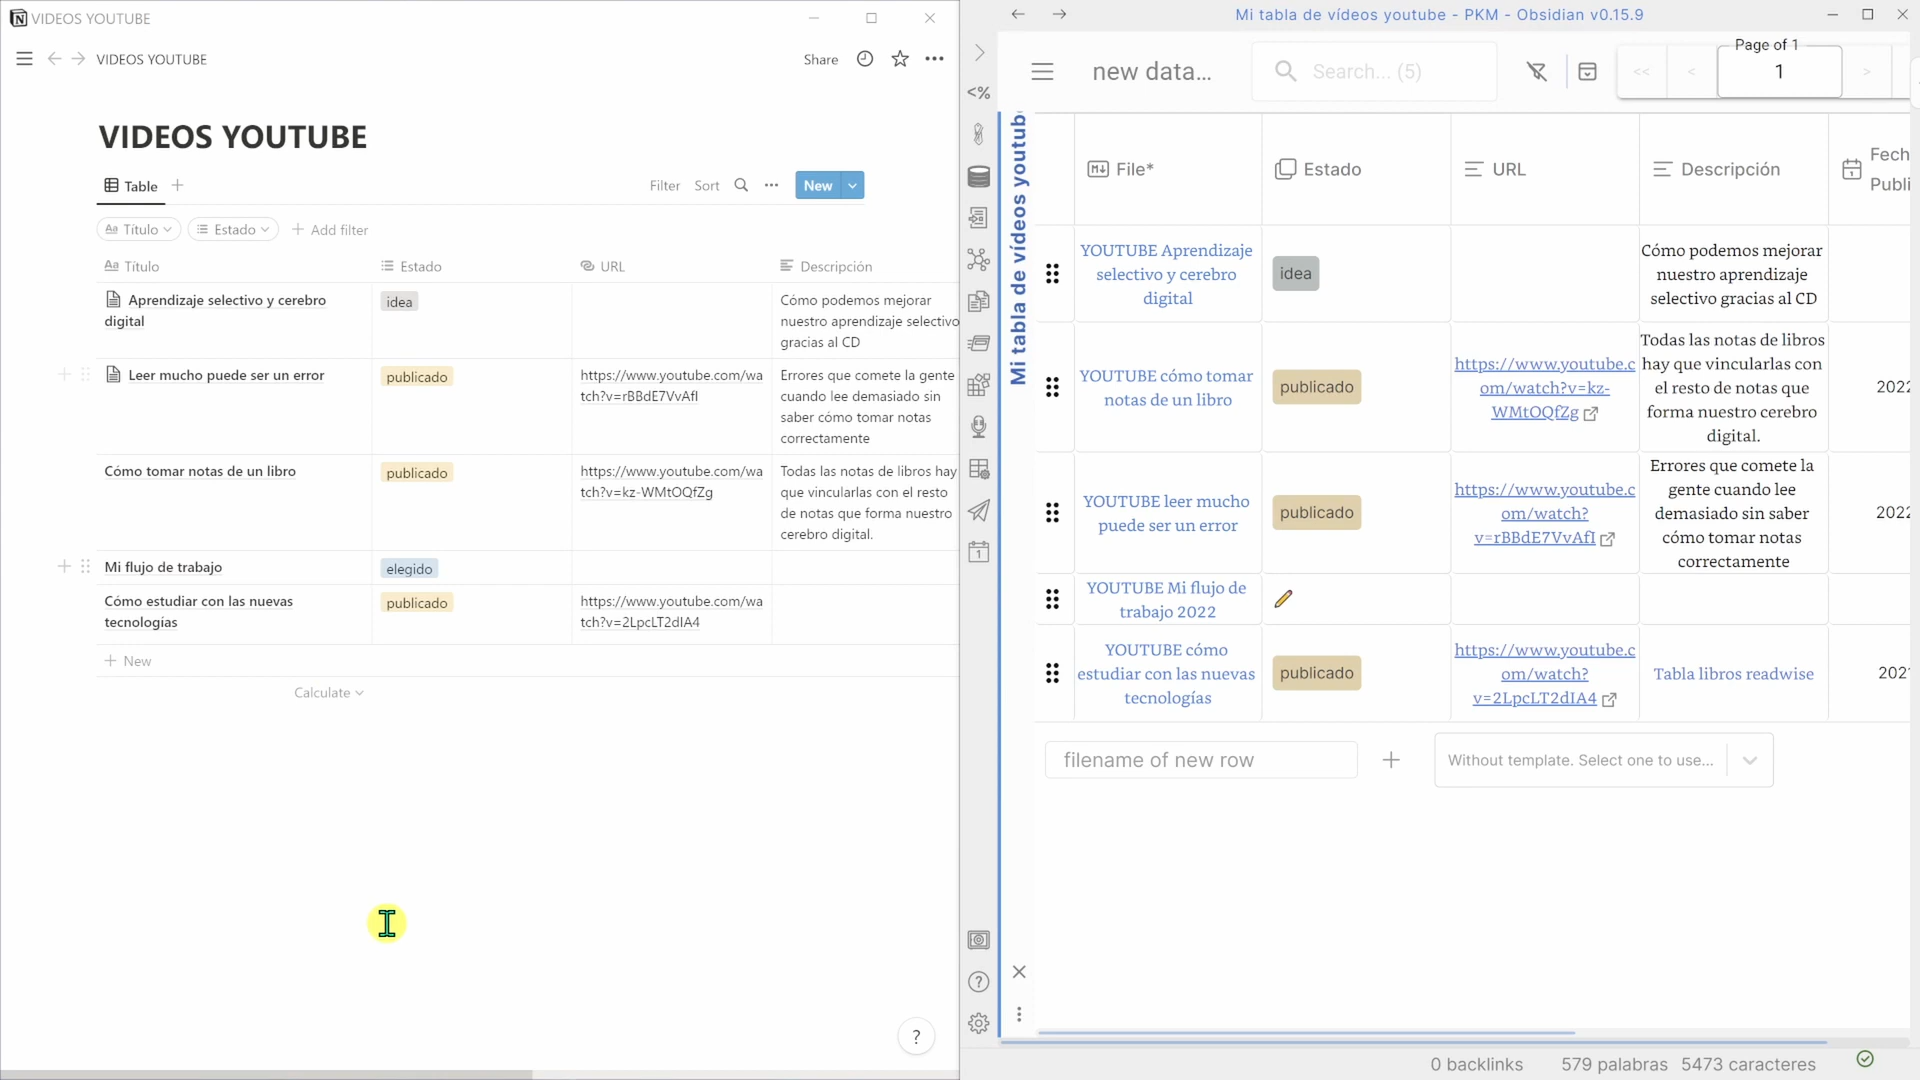 VIDEOS YOUTUBE
VIDEOS YOUTUBE
Share
VIDEOS YOUTUBE
Table
Filter
Sort
New
Aa Título
Estado
Add filter
Aa Título
Estado
URL
Descripción
Aprendizaje selectivo y cerebro
digital
idea
Cómo podemos mejorar
nuestro aprendizaje selectivo
gracias al CD
Leer mucho puede ser un error
publicado
https://www.youtube.com/wa
tch?v=rBBdE7VvAfI
Errores que comete la gente
cuando lee demasiado sin
saber cómo tomar notas
correctamente
Cómo tomar notas de un libro
publicado
https://www.youtube.com/wa
tch?v=kz-WMtOQfZg
Todas las notas de libros hay
que vincularlas con el resto
de notas que forma nuestro
cerebro digital.
Mi flujo de trabajo
elegido
Cómo estudiar con las nuevas
tecnologías
publicado
https://www.youtube.com/wa
tch?v=2LpcLT2dIA4
New
Calculate
?
Mi tabla de vídeos youtube - PKM - Obsidian v0.15.9
<%
new data...
Search... (5)
<<
<
Page of 1
1
>
Mi tabla de vídeos youtub
File*
Estado
URL
Descripción
Fech
Publi
YOUTUBE Aprendizaje
selectivo y cerebro
digital
idea
Cómo podemos mejorar
nuestro aprendizaje
selectivo gracias al CD
YOUTUBE cómo tomar
notas de un libro
publicado
https://www.youtube.c
om/watch?v=kz-
WMtOQfZg
Todas las notas de libros
hay que vincularlas con
el resto de notas que
forma nuestro cerebro
digital.
2022
YOUTUBE leer mucho
puede ser un error
publicado
https://www.youtube.c
om/watch?
v=rBBdE7VvAfI
Errores que comete la
gente cuando lee
demasiado sin saber
cómo tomar notas
correctamente
2022
YOUTUBE Mi flujo de
trabajo 2022
YOUTUBE cómo
estudiar con las nuevas
tecnologías
publicado
https://www.youtube.c
om/watch?
v=2LpcLT2dIA4
Tabla libros readwise
2021
filename of new row
Without template. Select one to use...
0 backlinks
579 palabras
5473 caracteres